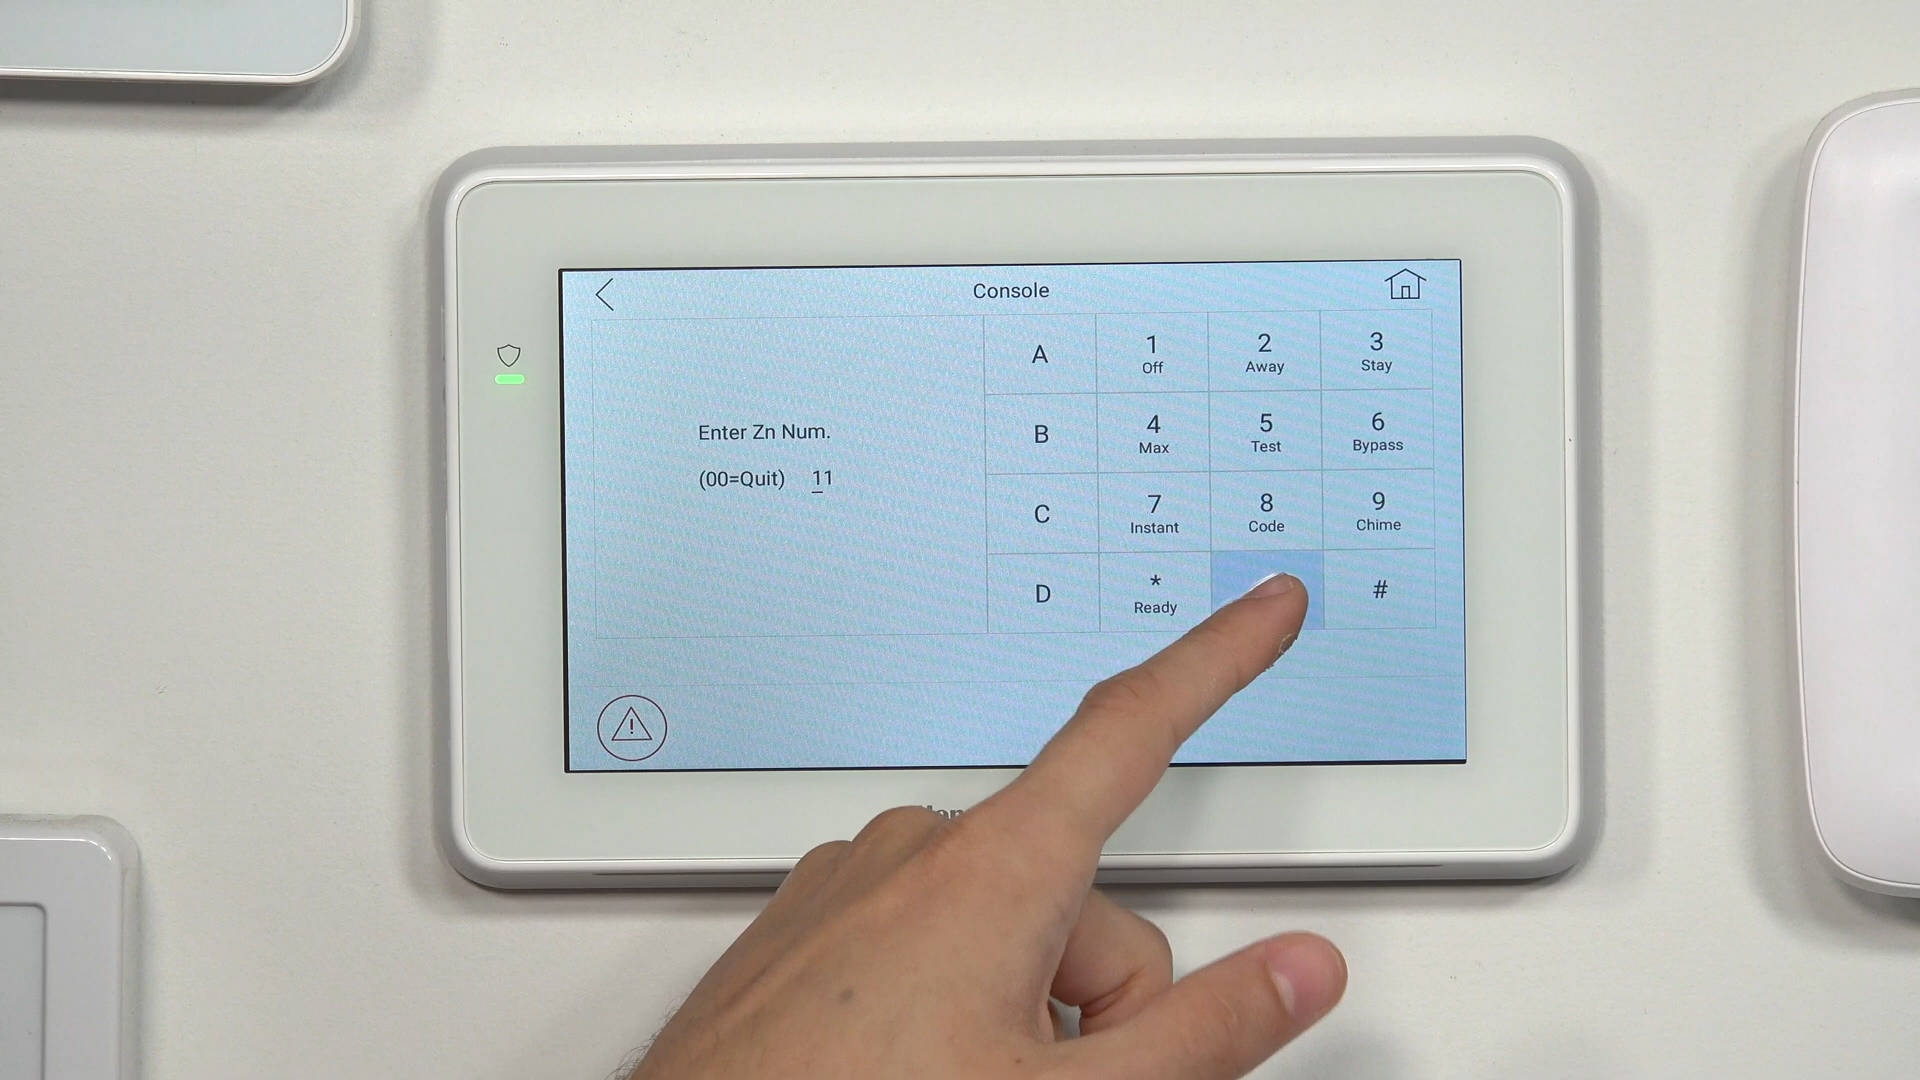 Console
A
1
Off
2
Away
3
Stay
Enter Zn Num.
(00=Quit) 11
B
4
Max
5
Test
6
Bypass
C
7
Instant
8
Code
9
Chime
D
*
Ready
#